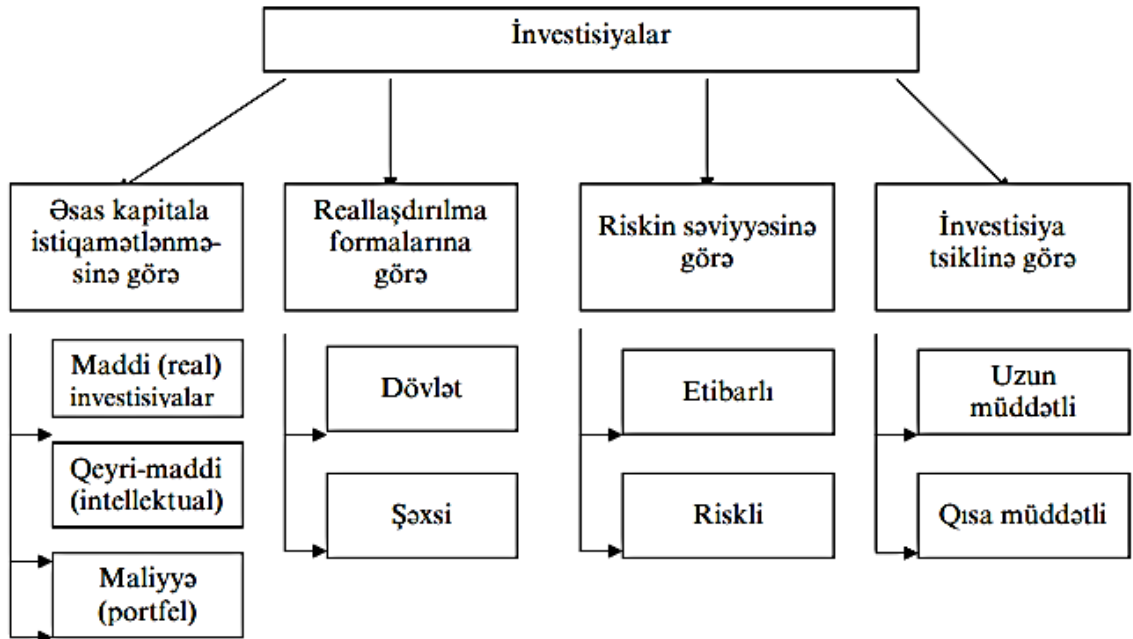 İnvestisiyalar
Əsas kapitala
istiqamətlənmə-
sinə görə
Reallaşdırılma
formalarına
görə
Riskin səviyyəsinə
görə
İnvestisiya
tsiklinə görə
Maddi (real)
investisiyalar
Qeyri-maddi
(intellektual)
Maliyyə
(portfel)
Dövlət
Şəxsi
Etibarlı
Riskli
Uzun
müddətli
Qısa müddətli